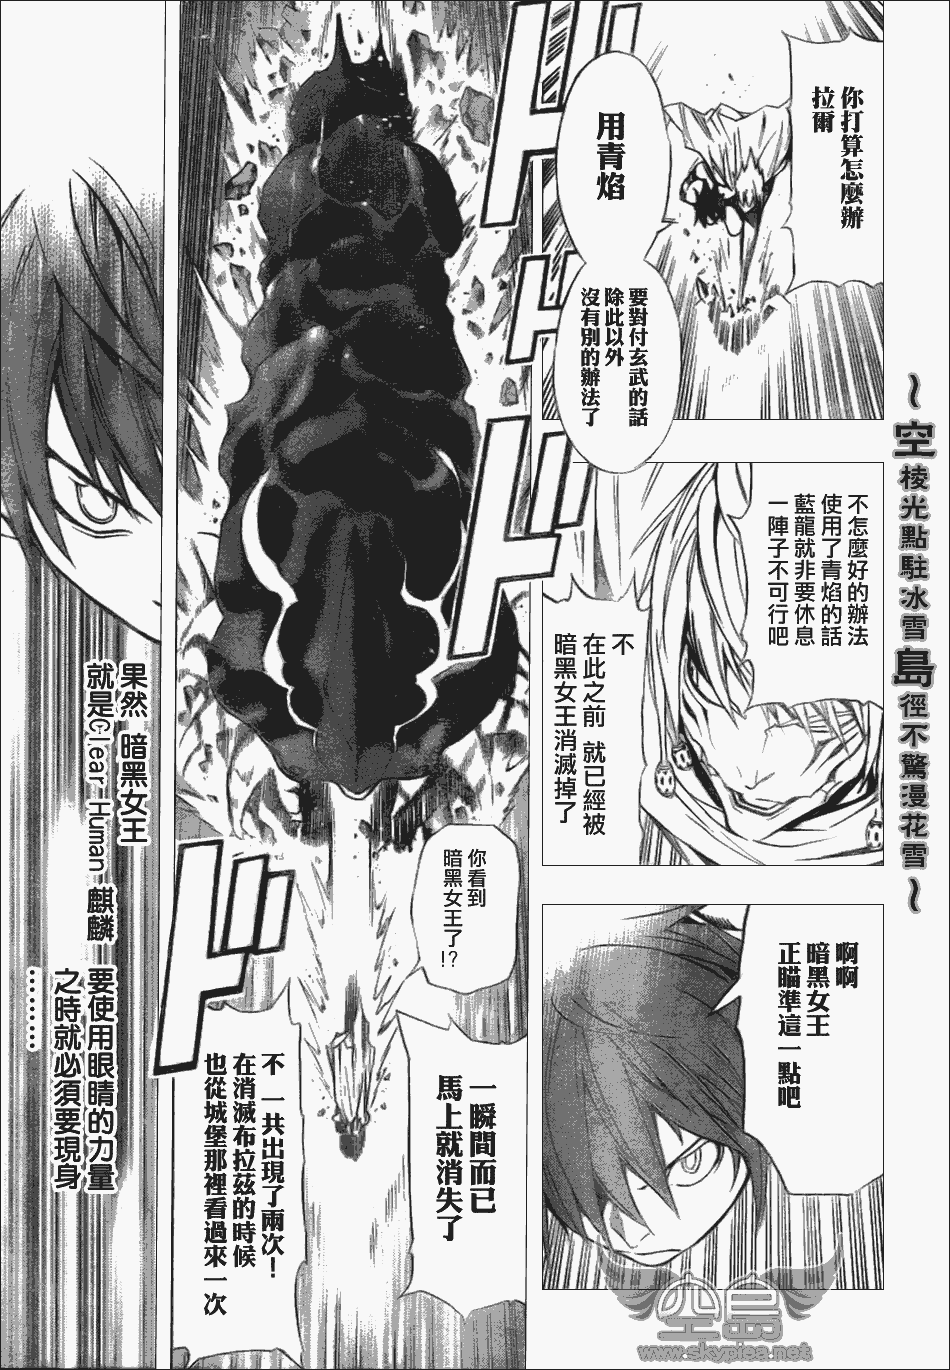 你打算怎麼辦
拉爾
用青焰
要對付玄武的話
除此以外
沒有別的辦法了
不怎麼好的辦法
使用了青焰的話
藍龍就非要休息
一陣子不可行吧
不
在此之前 就已經被
暗黑女王消滅掉了
啊啊
暗黑女王
正瞄準這一點吧
你看到
暗黑女王了!?
一瞬間而已
馬上就消失了
不 一共出現了兩次!
在消滅布拉茲的時候
也從城堡那裡看過來一次
果然 暗黑女王
就是Clear Human 麒麟
要使用眼睛的力量
之時就必須要現身
………
~空棱光點駐冰雪島徑不驚漫花雪~
ドドド
ド
空島
www.skypiea.net